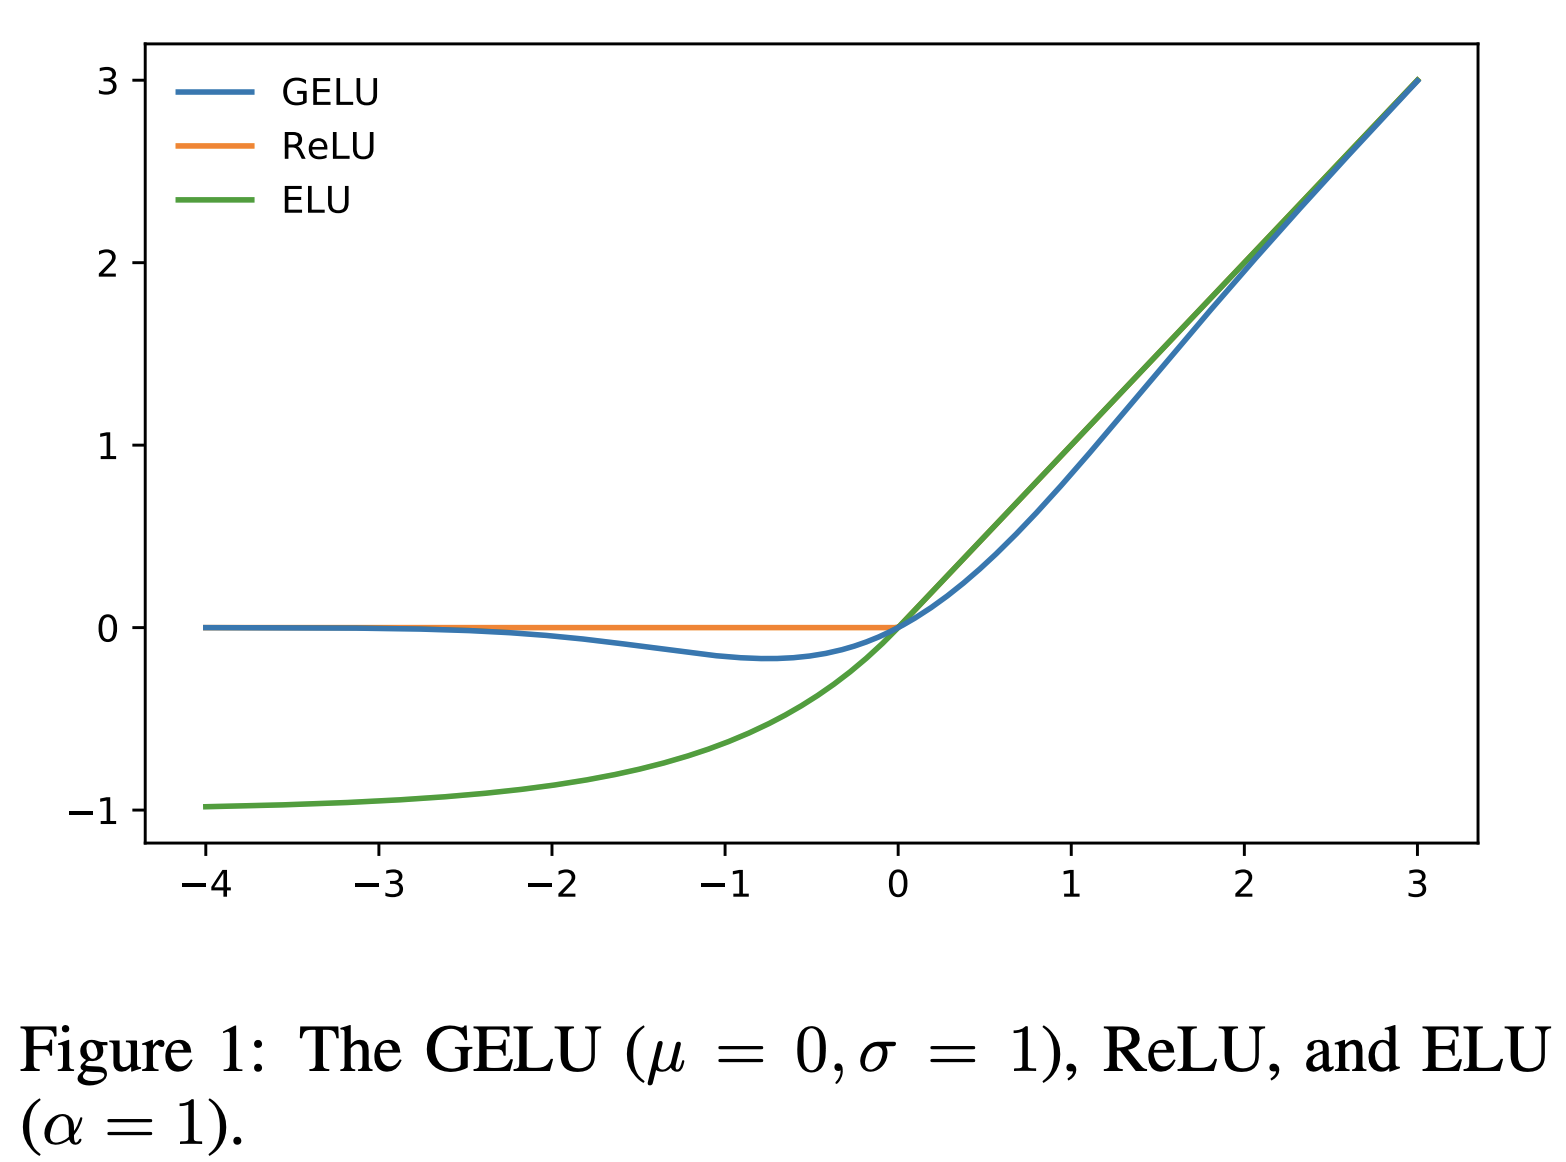 3
GELU
ReLU
ELU
2
1
0
−1
−4 −3 −2 −1 0 1 2 3
Figure 1: The GELU (μ = 0, σ = 1), ReLU, and ELU
(α = 1).